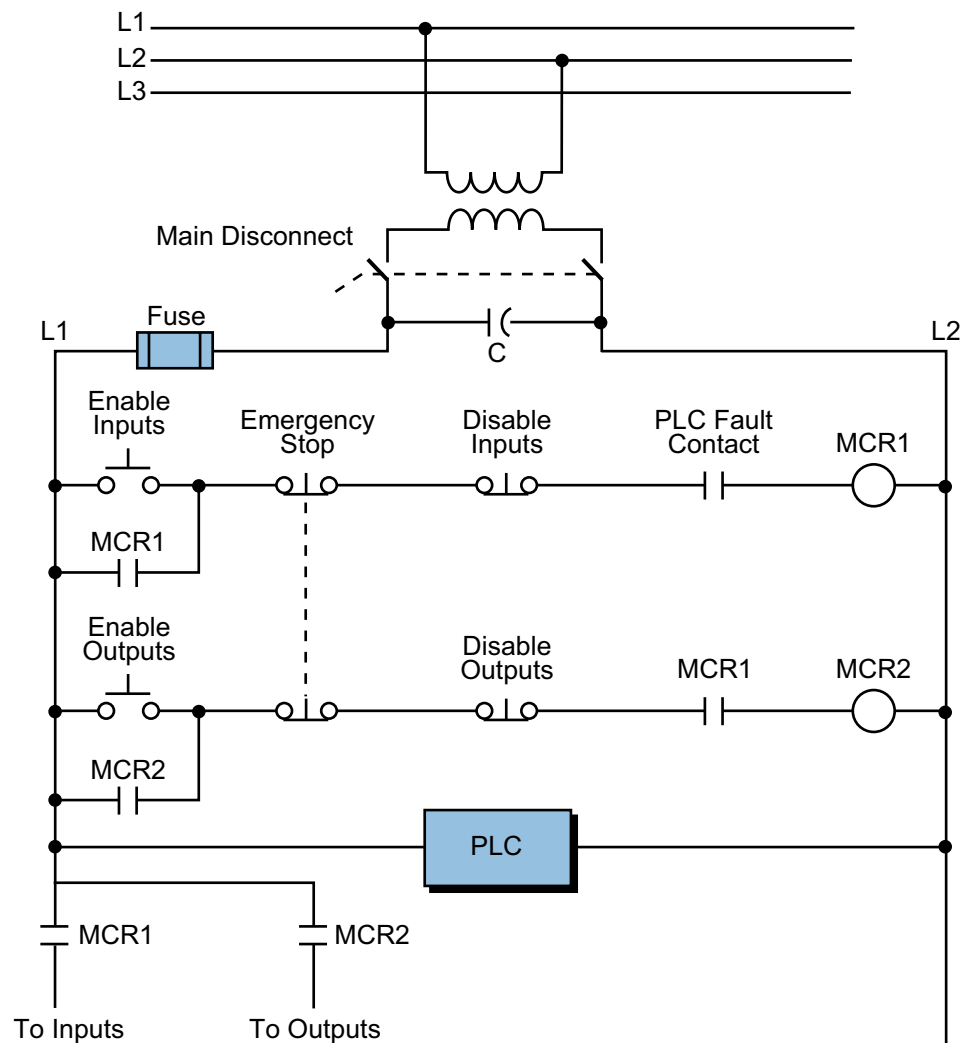 L1
L2
L3
Main Disconnect
Fuse
L1
L2
C
Enable
Inputs
Emergency
Stop
Disable
Inputs
PLC Fault
Contact
MCR1
MCR1
Enable
Outputs
Disable
Outputs
MCR1
MCR2
MCR2
PLC
MCR1
MCR2
To Inputs
To Outputs